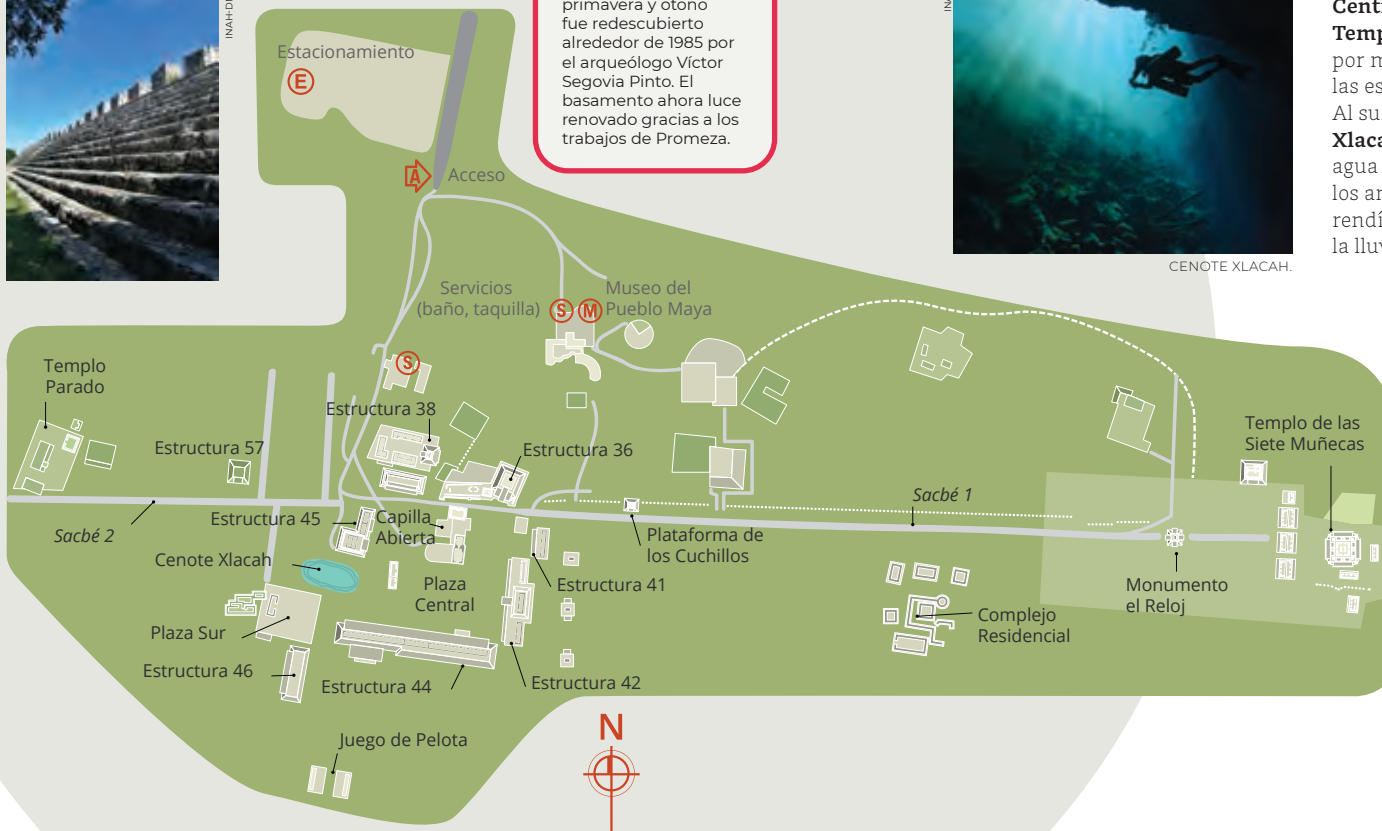 INAH-DI
primavera y otoño
fue redescubierto
alrededor de 1985 por
el arqueólogo Víctor
Segovia Pinto. El
basamento ahora luce
renovado gracias a los
trabajos de Promeza.
Temp
por m
las es
Al su
Xlaca
agua
los a
rendí
la lluv
CENOTE XLACAH.
Estacionamiento
E
A
Acceso
Servicios
(baño, taquilla)
S
M
Museo del
Pueblo Maya
S
Templo
Parado
Estructura 38
Estructura 57
Estructura 36
Templo de las
Siete Muñecas
Sacbé 1
Sacbé 2
Estructura 45
Capilla
Abierta
Plataforma de
los Cuchillos
Cenote Xlacah
Plaza
Central
Estructura 41
Monumento
el Reloj
Complejo
Residencial
Plaza Sur
Estructura 46
Estructura 44
Estructura 42
Juego de Pelota
N